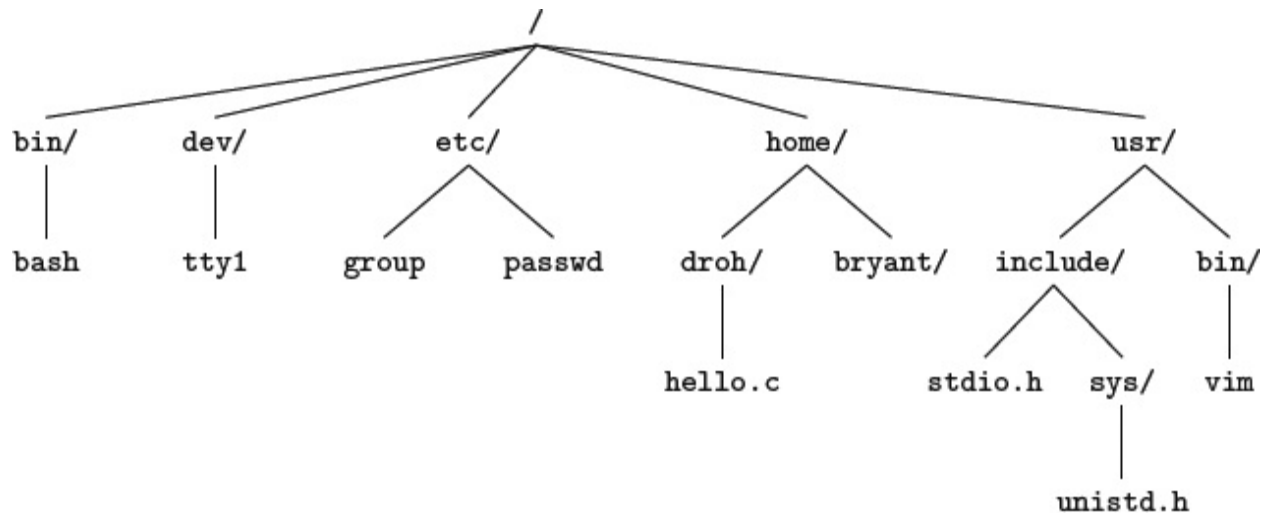 /
bin/ dev/ etc/ home/ usr/
bash tty1 group passwd droh/ bryant/ include/ bin/
hello.c stdio.h sys/ vim
unistd.h